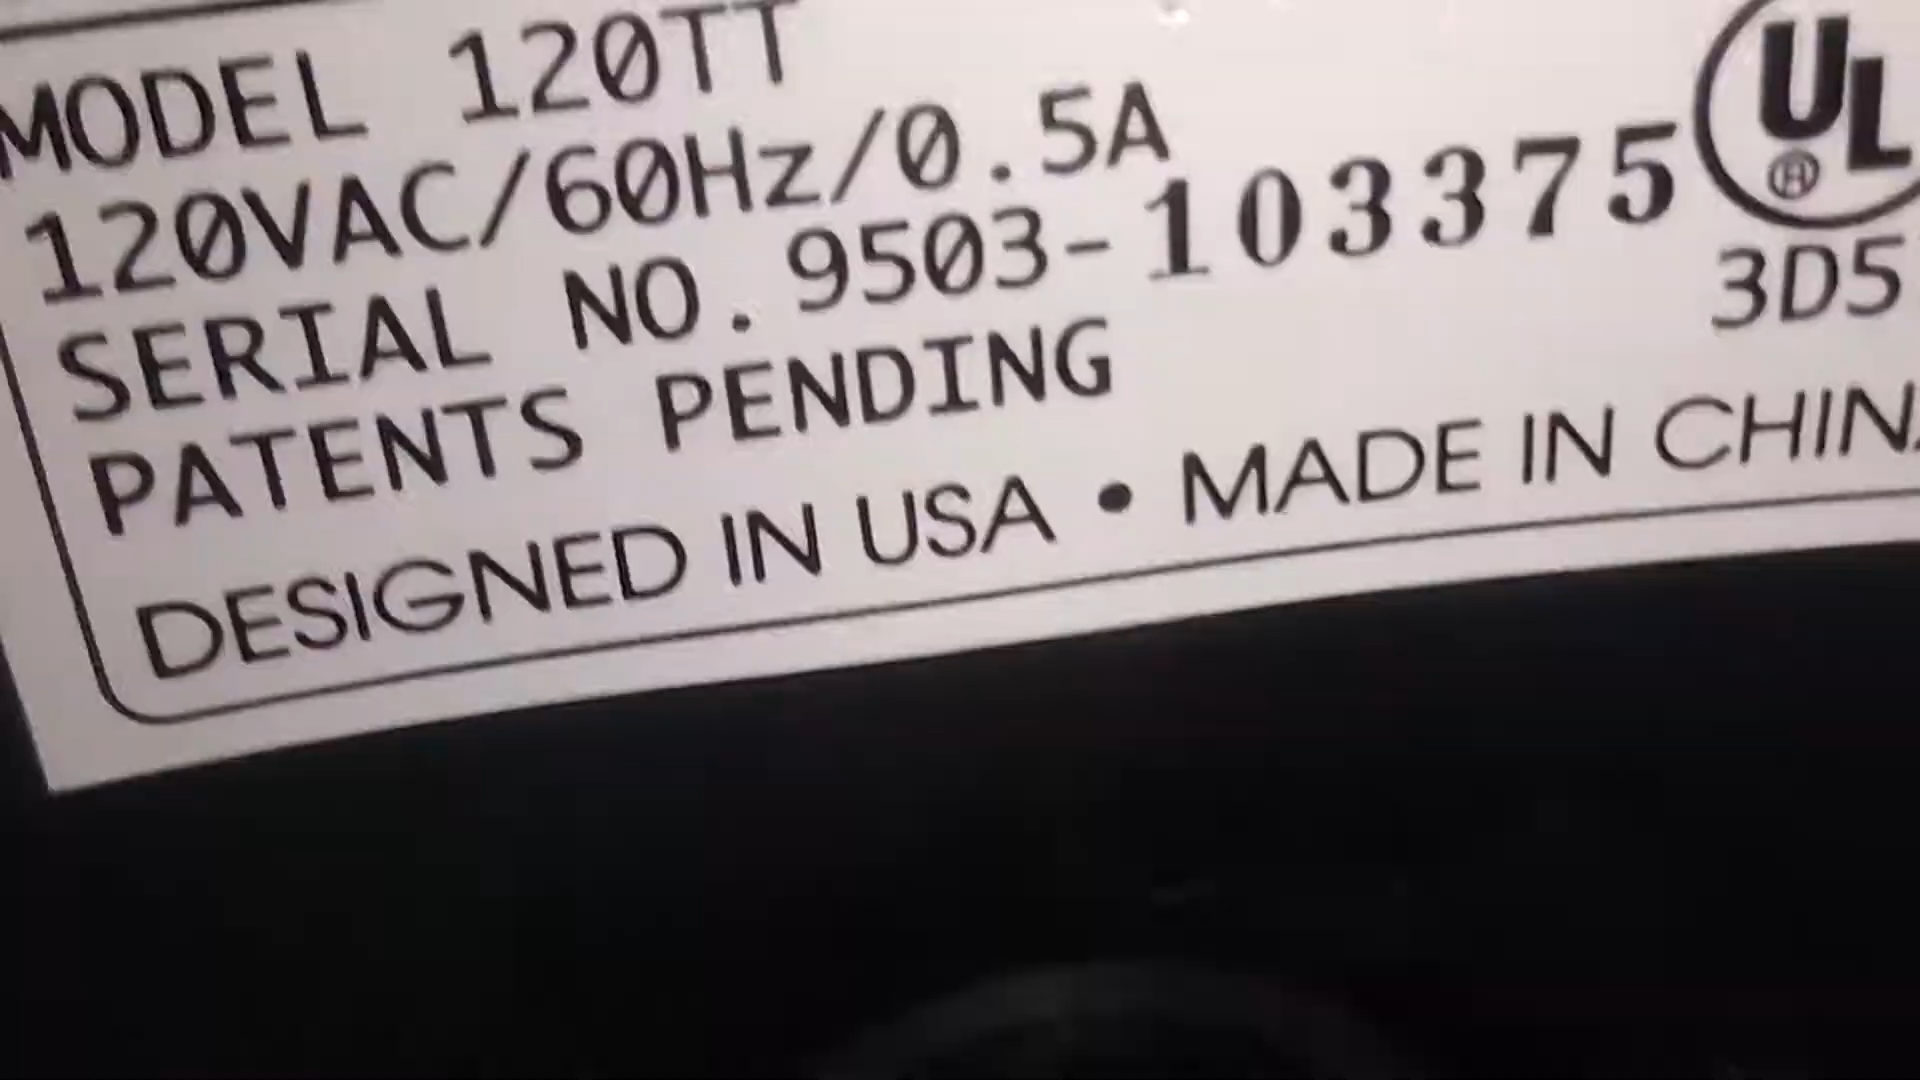 MODEL 120TT
120VAC/60Hz/0.5A
SERIAL NO. 9503-103375
PATENTS PENDING
DESIGNED IN USA • MADE IN CHINA
UL
3D5